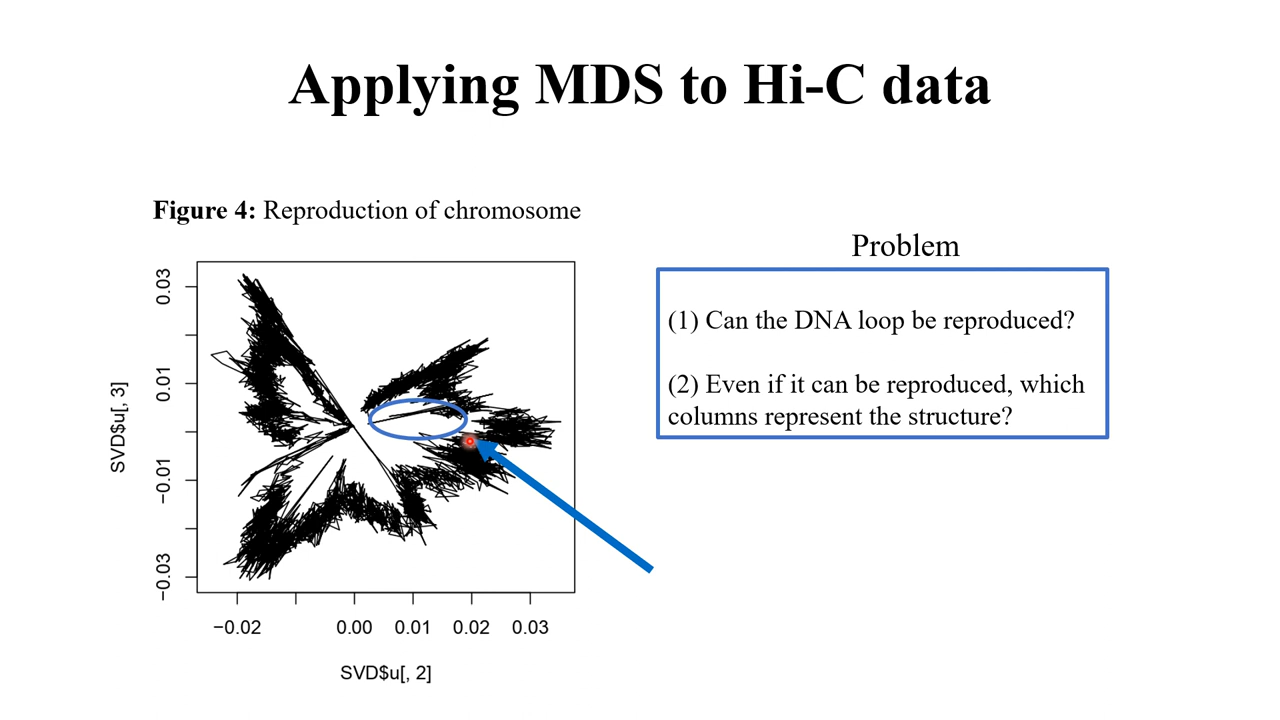 Applying MDS to Hi-C data
Figure 4: Reproduction of chromosome
Problem
(1) Can the DNA loop be reproduced?
(2) Even if it can be reproduced, which
columns represent the structure?
0.03
0.01
−0.01
−0.03
SVD$u[, 3]
−0.02 0.00 0.01 0.02 0.03
SVD$u[, 2]